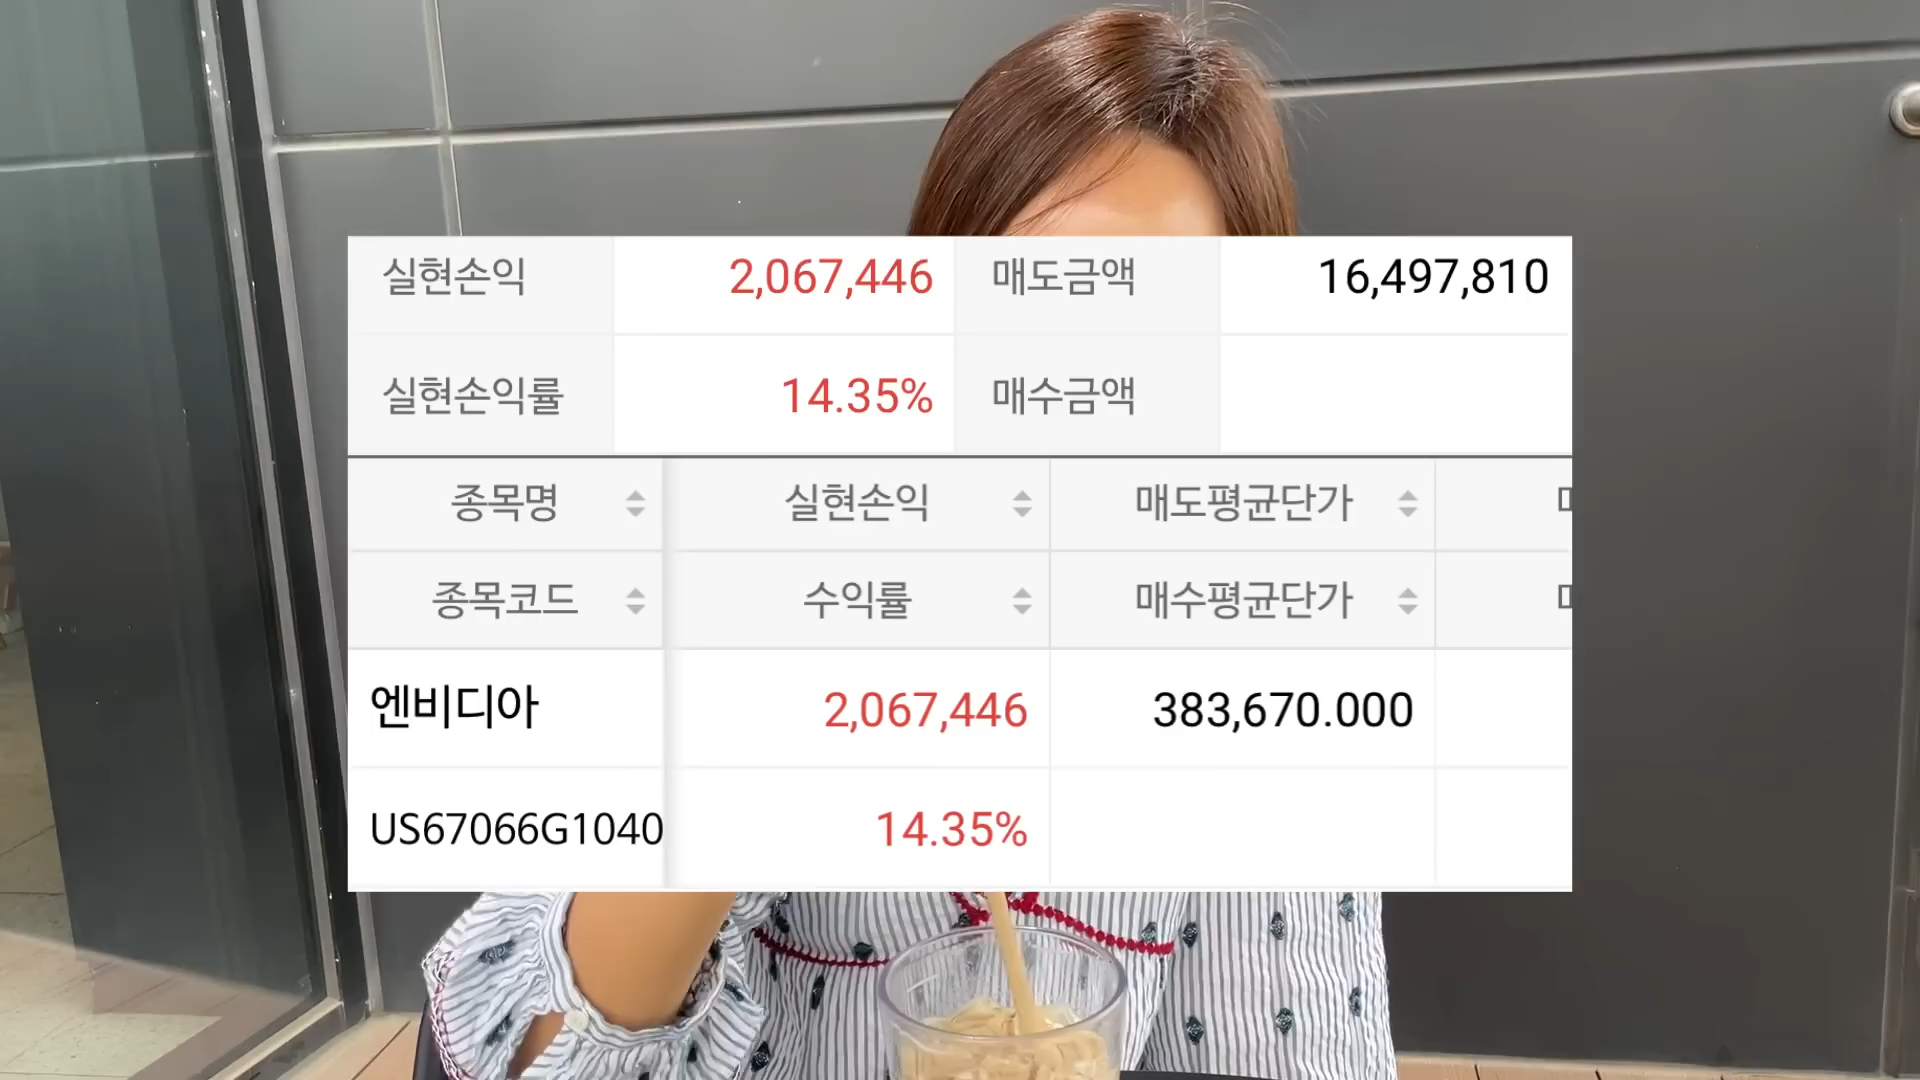 실현손익 2,067,446 매도금액 16,497,810
실현손익률 14.35% 매수금액
종목명 실현손익 매도평균단가
종목코드 수익률 매수평균단가
엔비디아 2,067,446 383,670.000
US67066G1040 14.35%